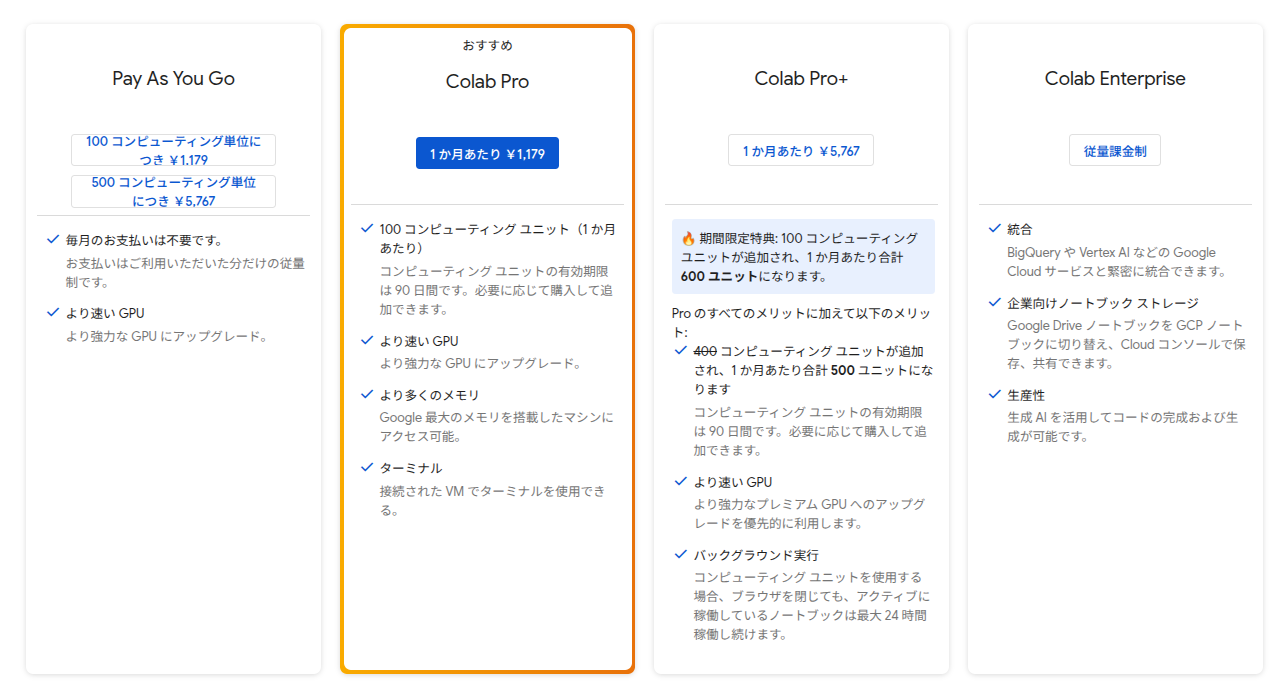 Pay As You Go
100 コンピューティング単位に
つき ￥1,179
500 コンピューティング単位
につき ￥5,767
毎月のお支払いは不要です。
お支払いはご利用いただいた分だけの従量
制です。
より速い GPU
より強力な GPU にアップグレード。
おすすめ
Colab Pro
1 か月あたり ￥1,179
100 コンピューティング ユニット（1 か月
あたり）
コンピューティング ユニットの有効期限
は 90 日間です。必要に応じて購入して追
加できます。
より速い GPU
より強力な GPU にアップグレード。
より多くのメモリ
Google 最大のメモリを搭載したマシンに
アクセス可能。
ターミナル
接続された VM でターミナルを使用でき
る。
Colab Pro+
1 か月あたり ￥5,767
🔥 期間限定特典: 100 コンピューティング
ユニットが追加され、1 か月あたり合計
600 ユニットになります。
Pro のすべてのメリットに加えて以下のメリッ
ト:
400 コンピューティング ユニットが追加
され、1 か月あたり合計 500 ユニットにな
ります
コンピューティング ユニットの有効期限
は 90 日間です。必要に応じて購入して追
加できます。
より速い GPU
より強力なプレミアム GPU へのアップグ
レードを優先的に利用します。
バックグラウンド実行
コンピューティング ユニットを使用する
場合、ブラウザを閉じても、アクティブに
稼働しているノートブックは最大 24 時間
稼働し続けます。
Colab Enterprise
従量課金制
統合
BigQuery や Vertex AI などの Google
Cloud サービスと緊密に統合できます。
企業向けノートブック ストレージ
Google Drive ノートブックを GCP ノート
ブックに切り替え、Cloud コンソールで保
存、共有できます。
生産性
生成 AI を活用してコードの完成および生
成が可能です。